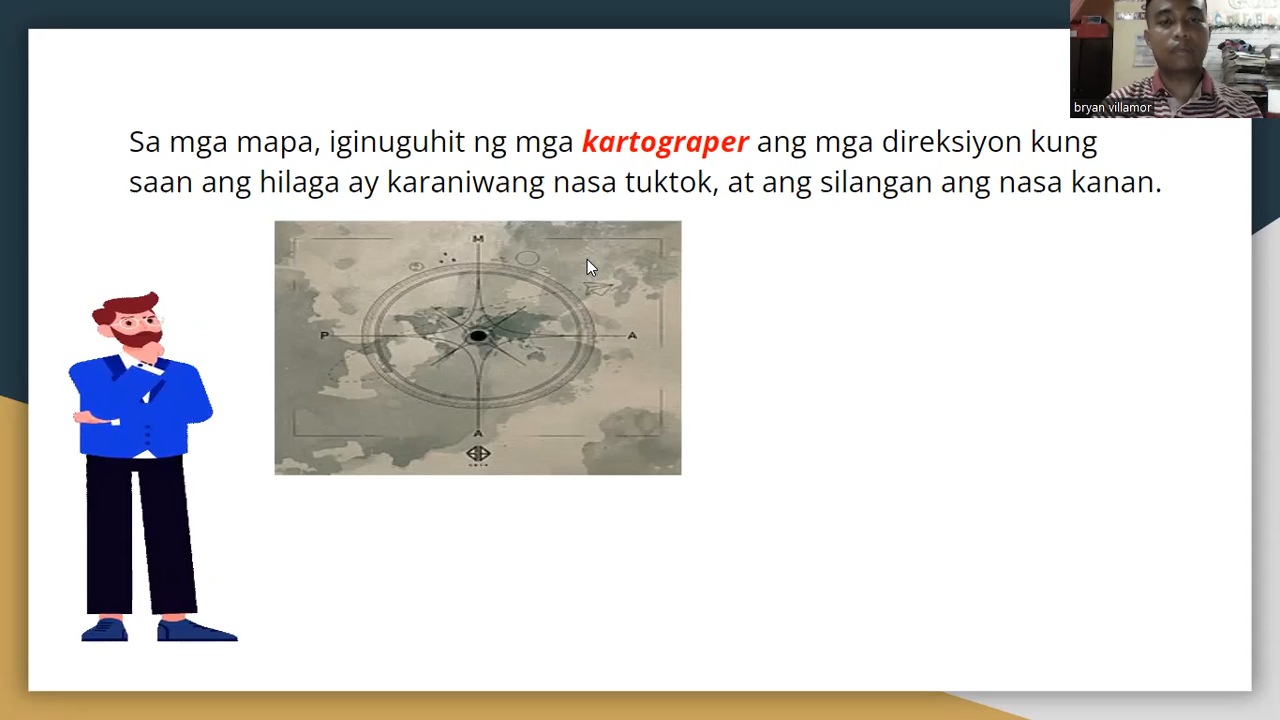 bryan villamor
Sa mga mapa, iginuguhit ng mga kartograper ang mga direksiyon kung
saan ang hilaga ay karaniwang nasa tuktok, at ang silangan ang nasa kanan.
M
P
A
A